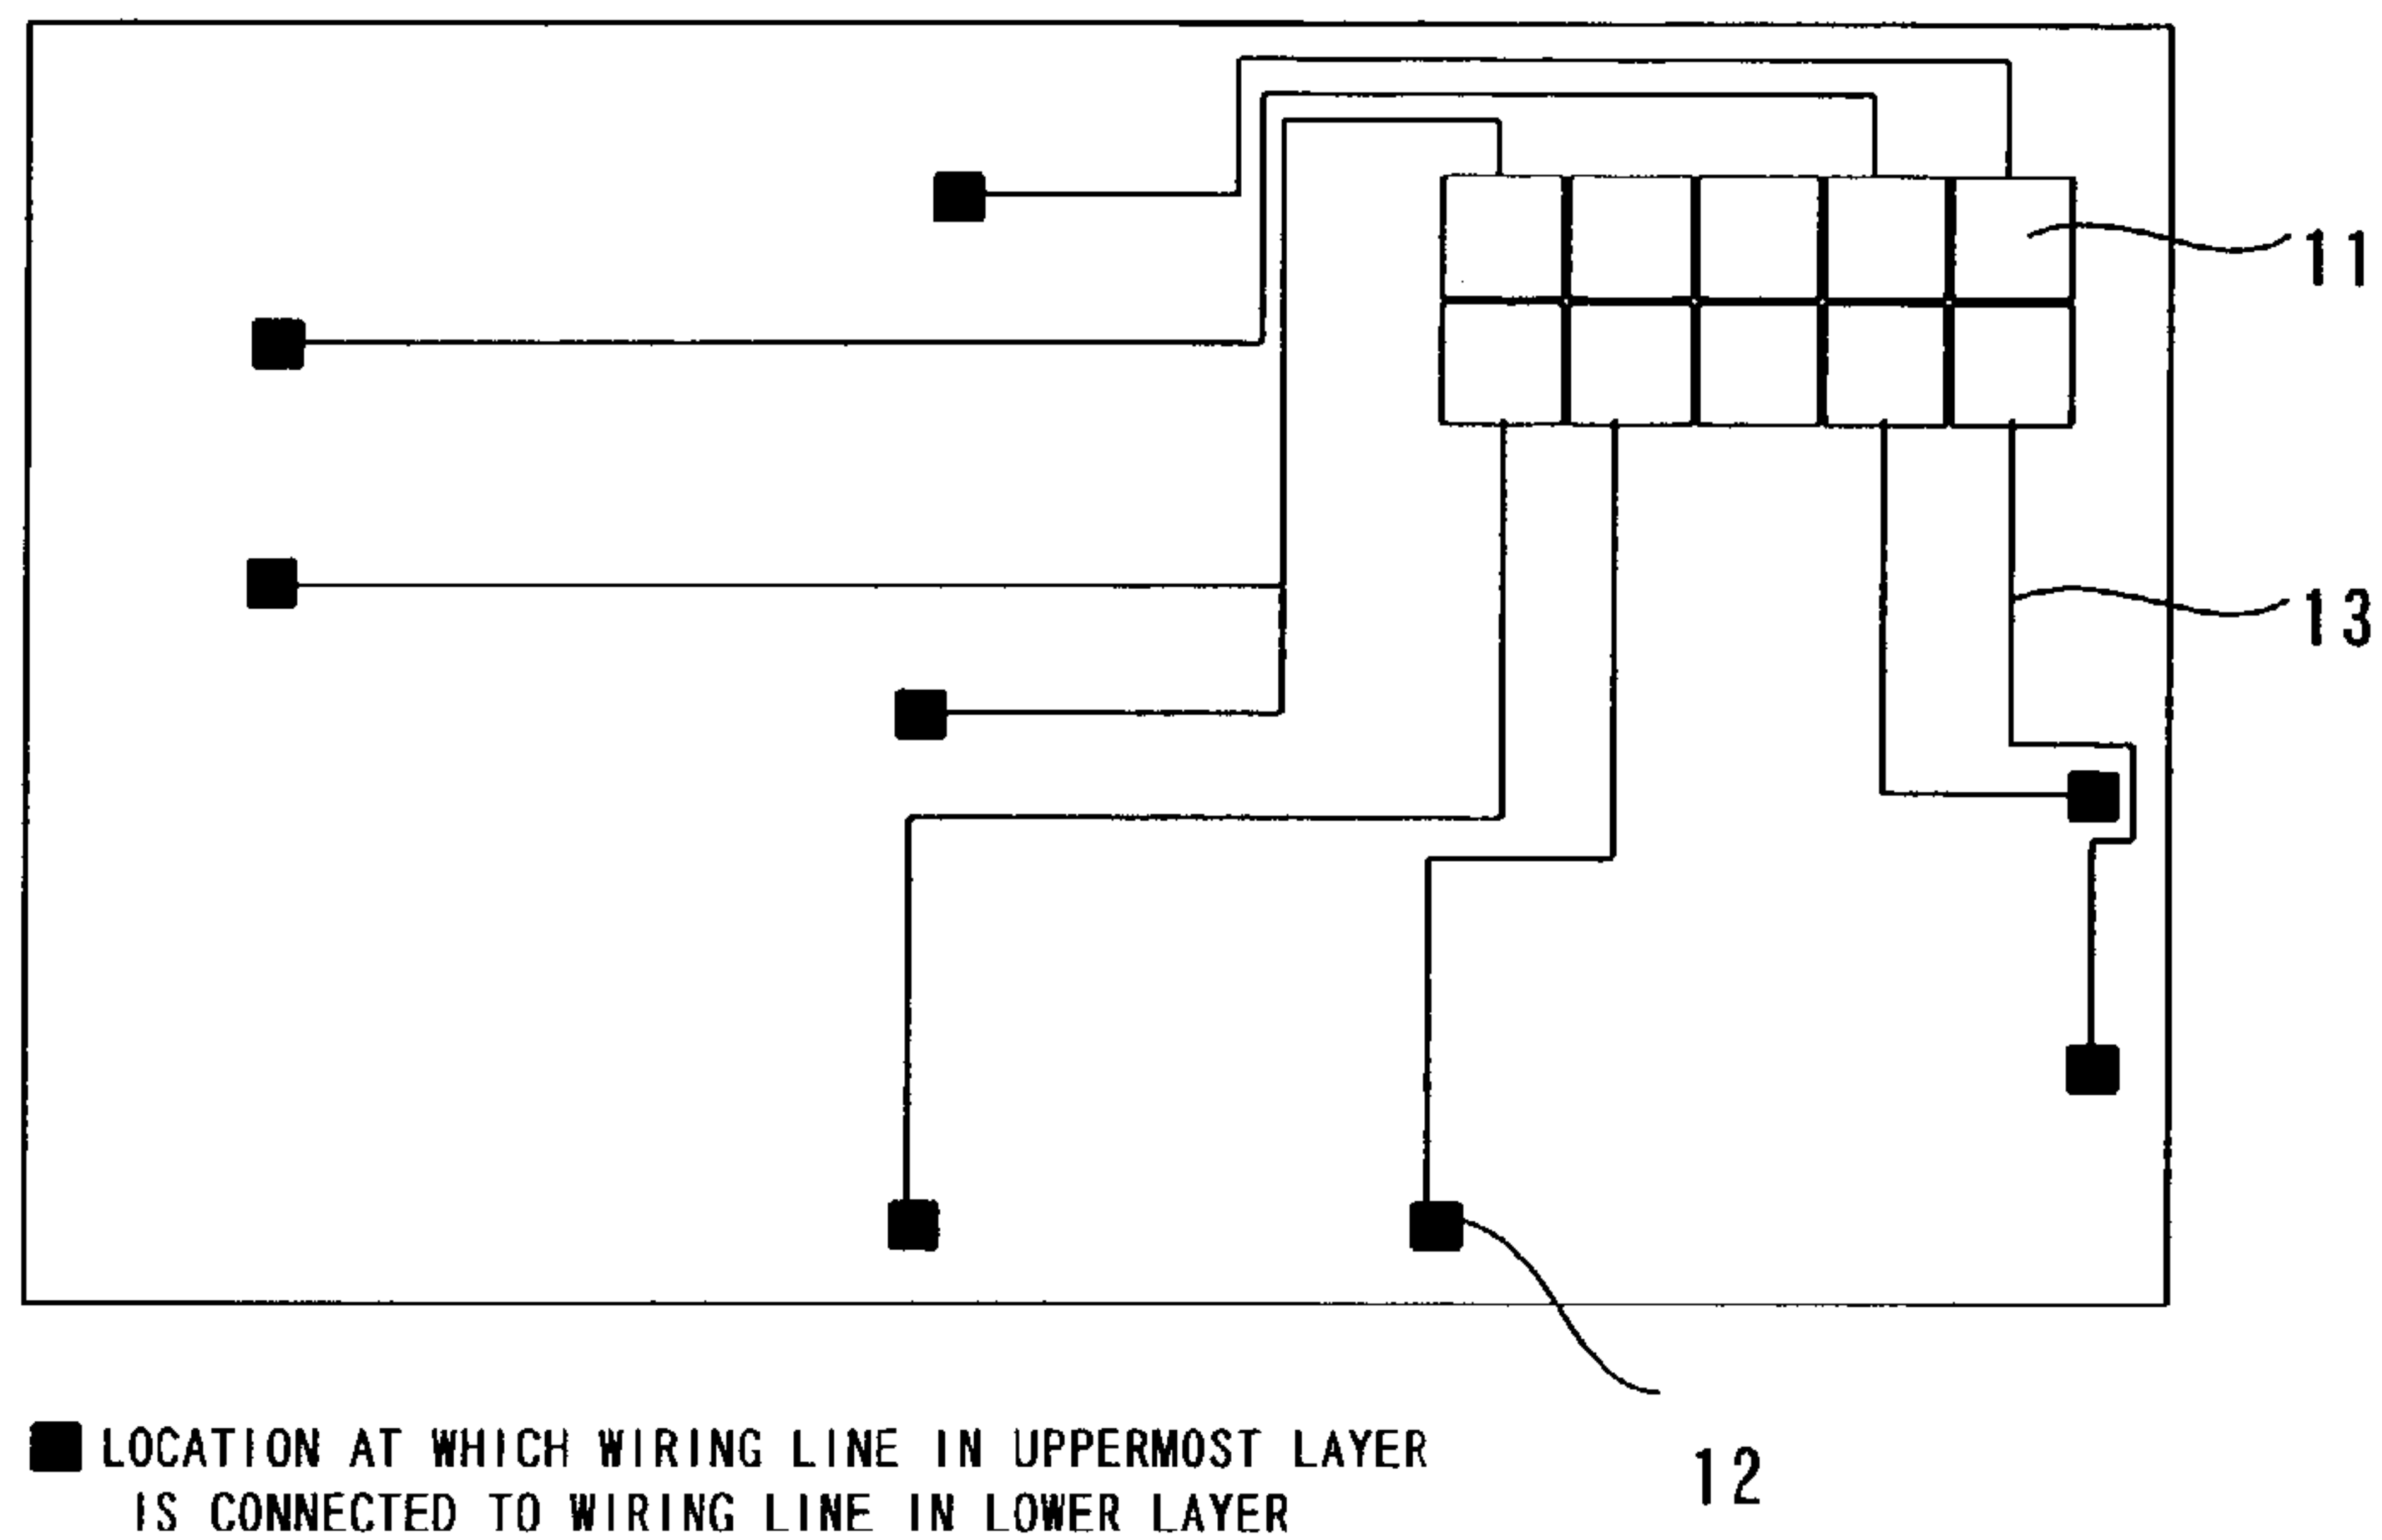 11
13
12
LOCATION AT WHICH WIRING LINE IN UPPERMOST LAYER
IS CONNECTED TO WIRING LINE IN LOWER LAYER